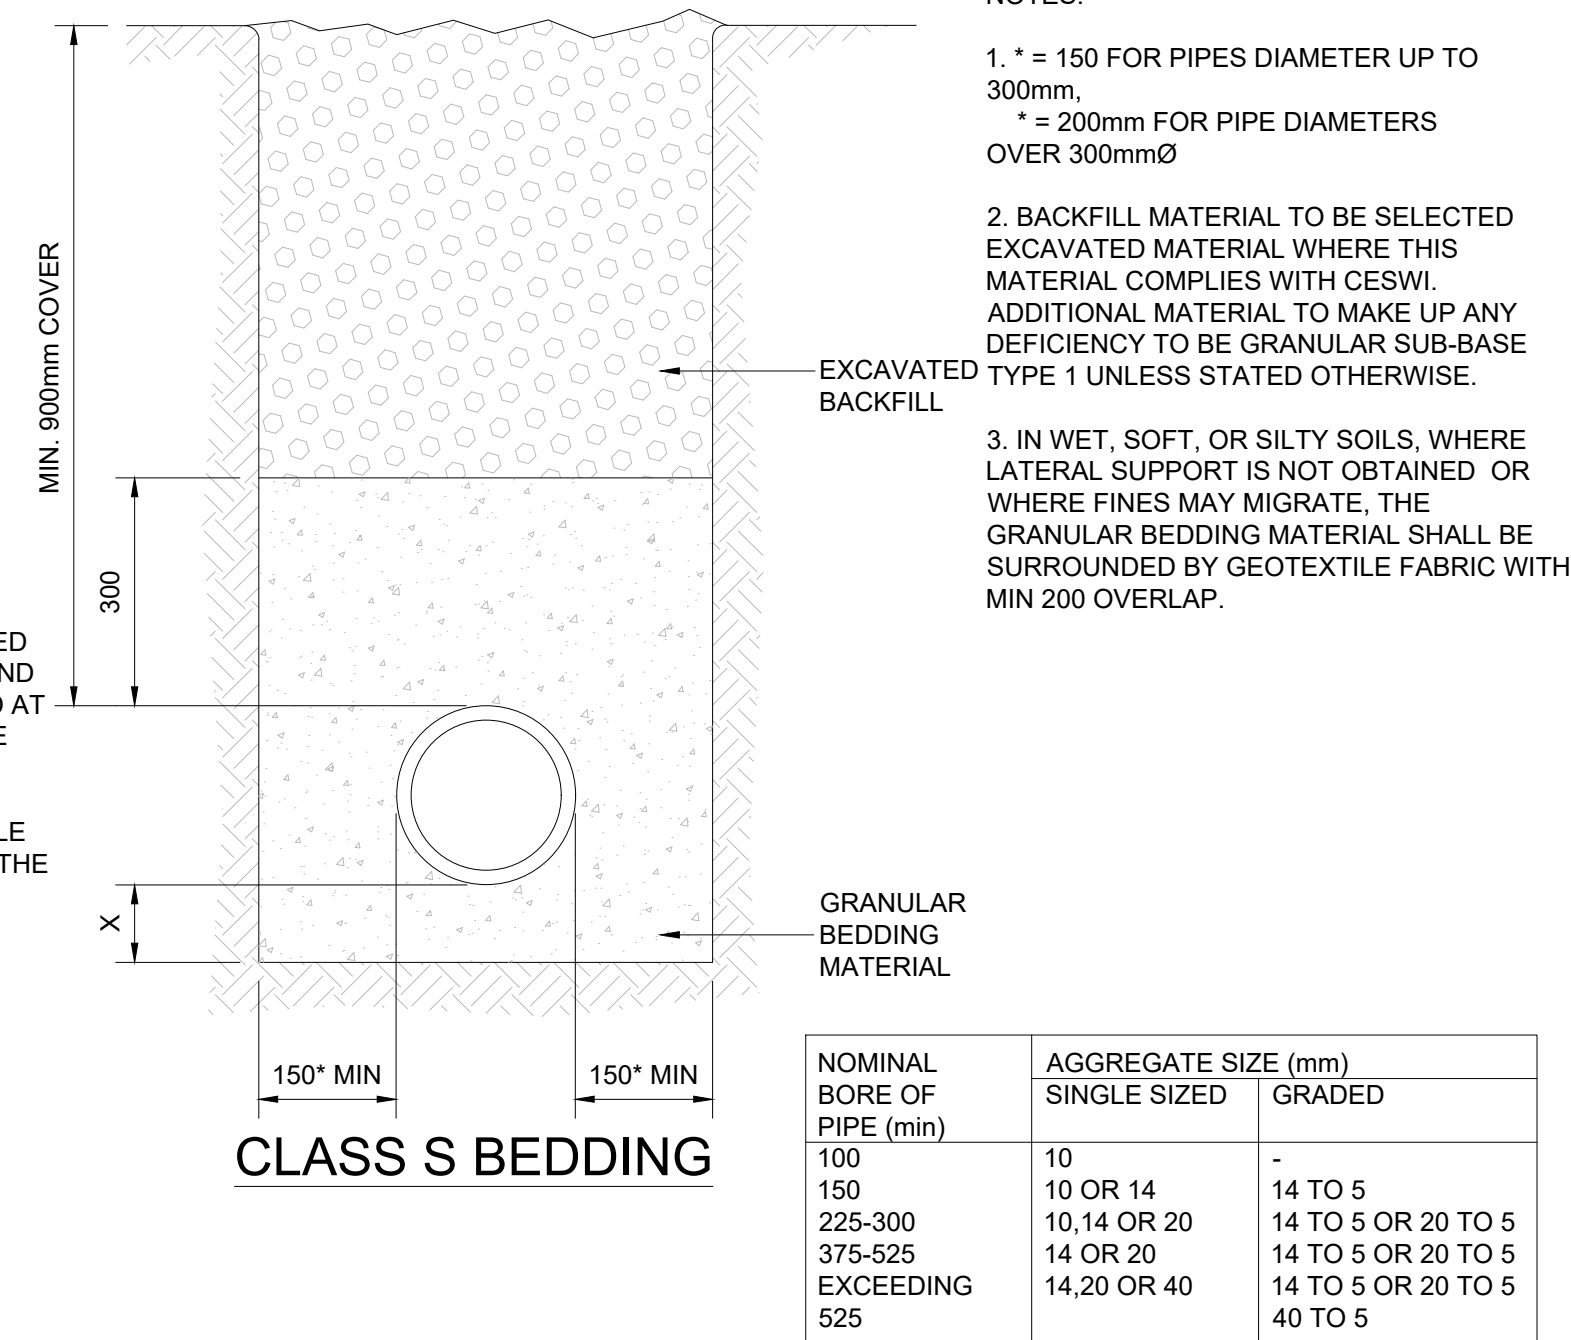 NOTES:
1. * = 150 FOR PIPES DIAMETER UP TO
300mm,
* = 200mm FOR PIPE DIAMETERS
OVER 300mmØ
2. BACKFILL MATERIAL TO BE SELECTED
EXCAVATED MATERIAL WHERE THIS
MATERIAL COMPLIES WITH CESWI.
ADDITIONAL MATERIAL TO MAKE UP ANY
DEFICIENCY TO BE GRANULAR SUB-BASE
TYPE 1 UNLESS STATED OTHERWISE.
3. IN WET, SOFT, OR SILTY SOILS, WHERE
LATERAL SUPPORT IS NOT OBTAINED OR
WHERE FINES MAY MIGRATE, THE
GRANULAR BEDDING MATERIAL SHALL BE
SURROUNDED BY GEOTEXTILE FABRIC WITH
MIN 200 OVERLAP.
MIN. 900mm COVER
300
X
EXCAVATED
BACKFILL
AT
THE
GRANULAR
BEDDING
MATERIAL
150* MIN
150* MIN
CLASS S BEDDING
NOMINAL
BORE OF
PIPE (min)
AGGREGATE SIZE (mm)
SINGLE SIZED GRADED
100 10 -
150 10 OR 14 14 TO 5
225-300 10,14 OR 20 14 TO 5 OR 20 TO 5
375-525 14 OR 20 14 TO 5 OR 20 TO 5
EXCEEDING 14,20 OR 40 14 TO 5 OR 20 TO 5
525 40 TO 5